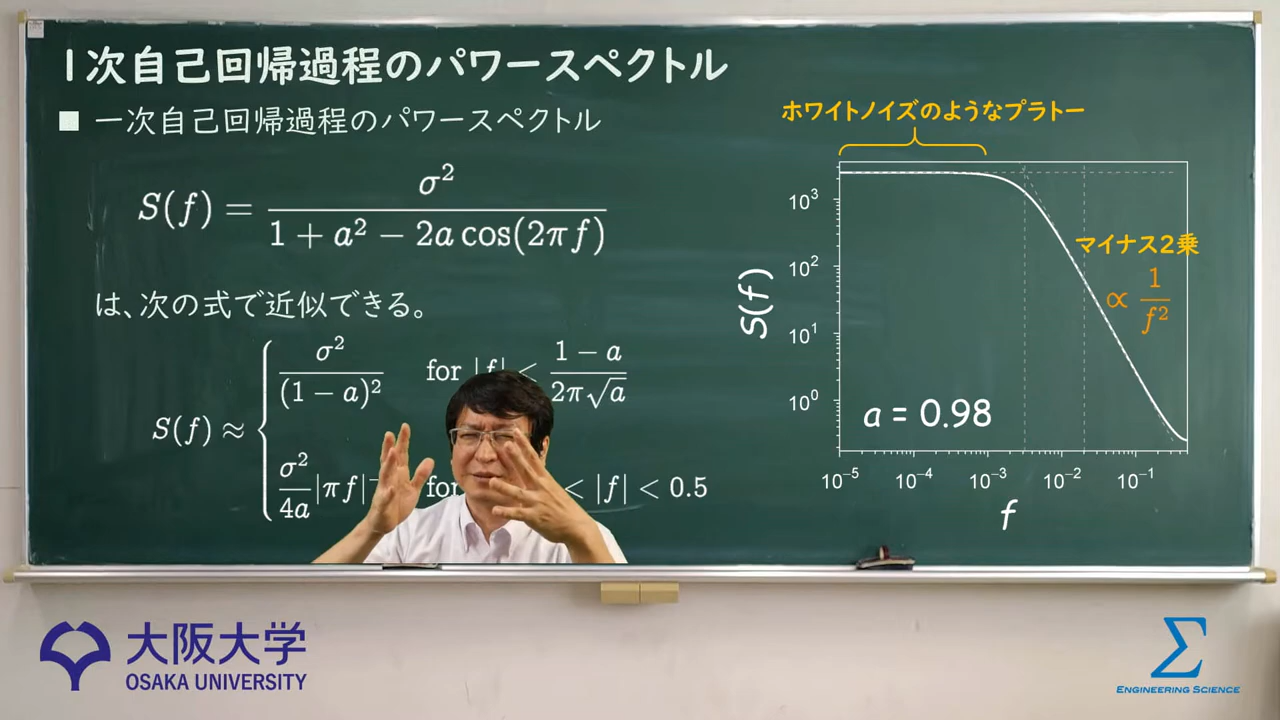 1次自己回帰過程のパワースペクトル
■ 一次自己回帰過程のパワースペクトル
S(f) = σ² / (1 + a² − 2a cos(2πf))
は、次の式で近似できる。
S(f) ≈ { σ² / (1 − a)² for |f| < (1 − a) / (2π√a)
σ² / 4a |πf|⁻ for < |f| < 0.5
ホワイトノイズのようなプラトー
マイナス2乗
∝ 1 / f²
S(f)
10³
10²
10¹
10⁰
a = 0.98
10⁻⁵ 10⁻⁴ 10⁻³ 10⁻² 10⁻¹
f
大阪大学
OSAKA UNIVERSITY
Σ
ENGINEERING SCIENCE